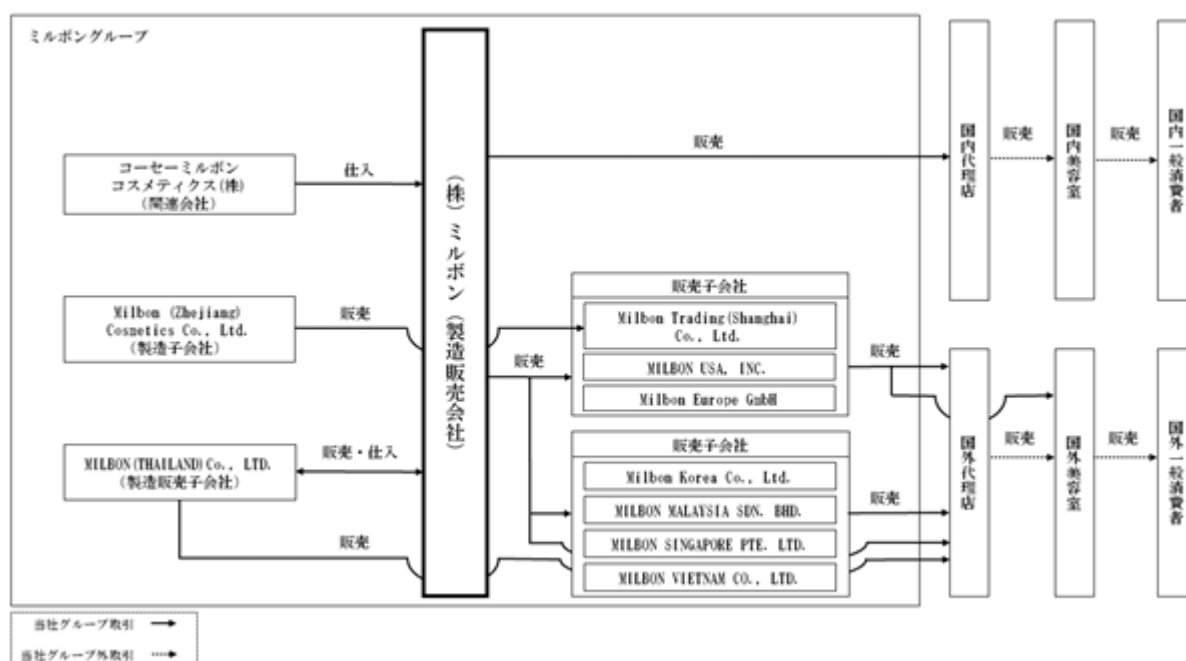 ミルボングループ
コーセーミルボン
コスメティクス(株)
(関連会社)
仕入
Milbom (Zhejiang)
Cosmetics Co., Ltd.
(製造子会社)
販売
MILBON(THAILAND)Co., LTD.
(製造販売子会社)
販売・仕入
販売
(株)ミルボン(製造販売会社)
販売
販売
販売子会社
Milbom Trading(Shanghai)
Co., Ltd.
MILBON USA, INC.
Milbom Europe GmbH
販売
販売子会社
Milbom Korea Co., Ltd.
MILBON MALAYSIA SDN. BHD.
MILBON SINGAPORE PTE. LTD.
MILBON VIETNAM CO., LTD.
販売
国内代理店
販売
国内美容室
販売
国内一般消費者
国外代理店
販売
国外美容室
販売
国外一般消費者
当社グループ取引
当社グループ外取引